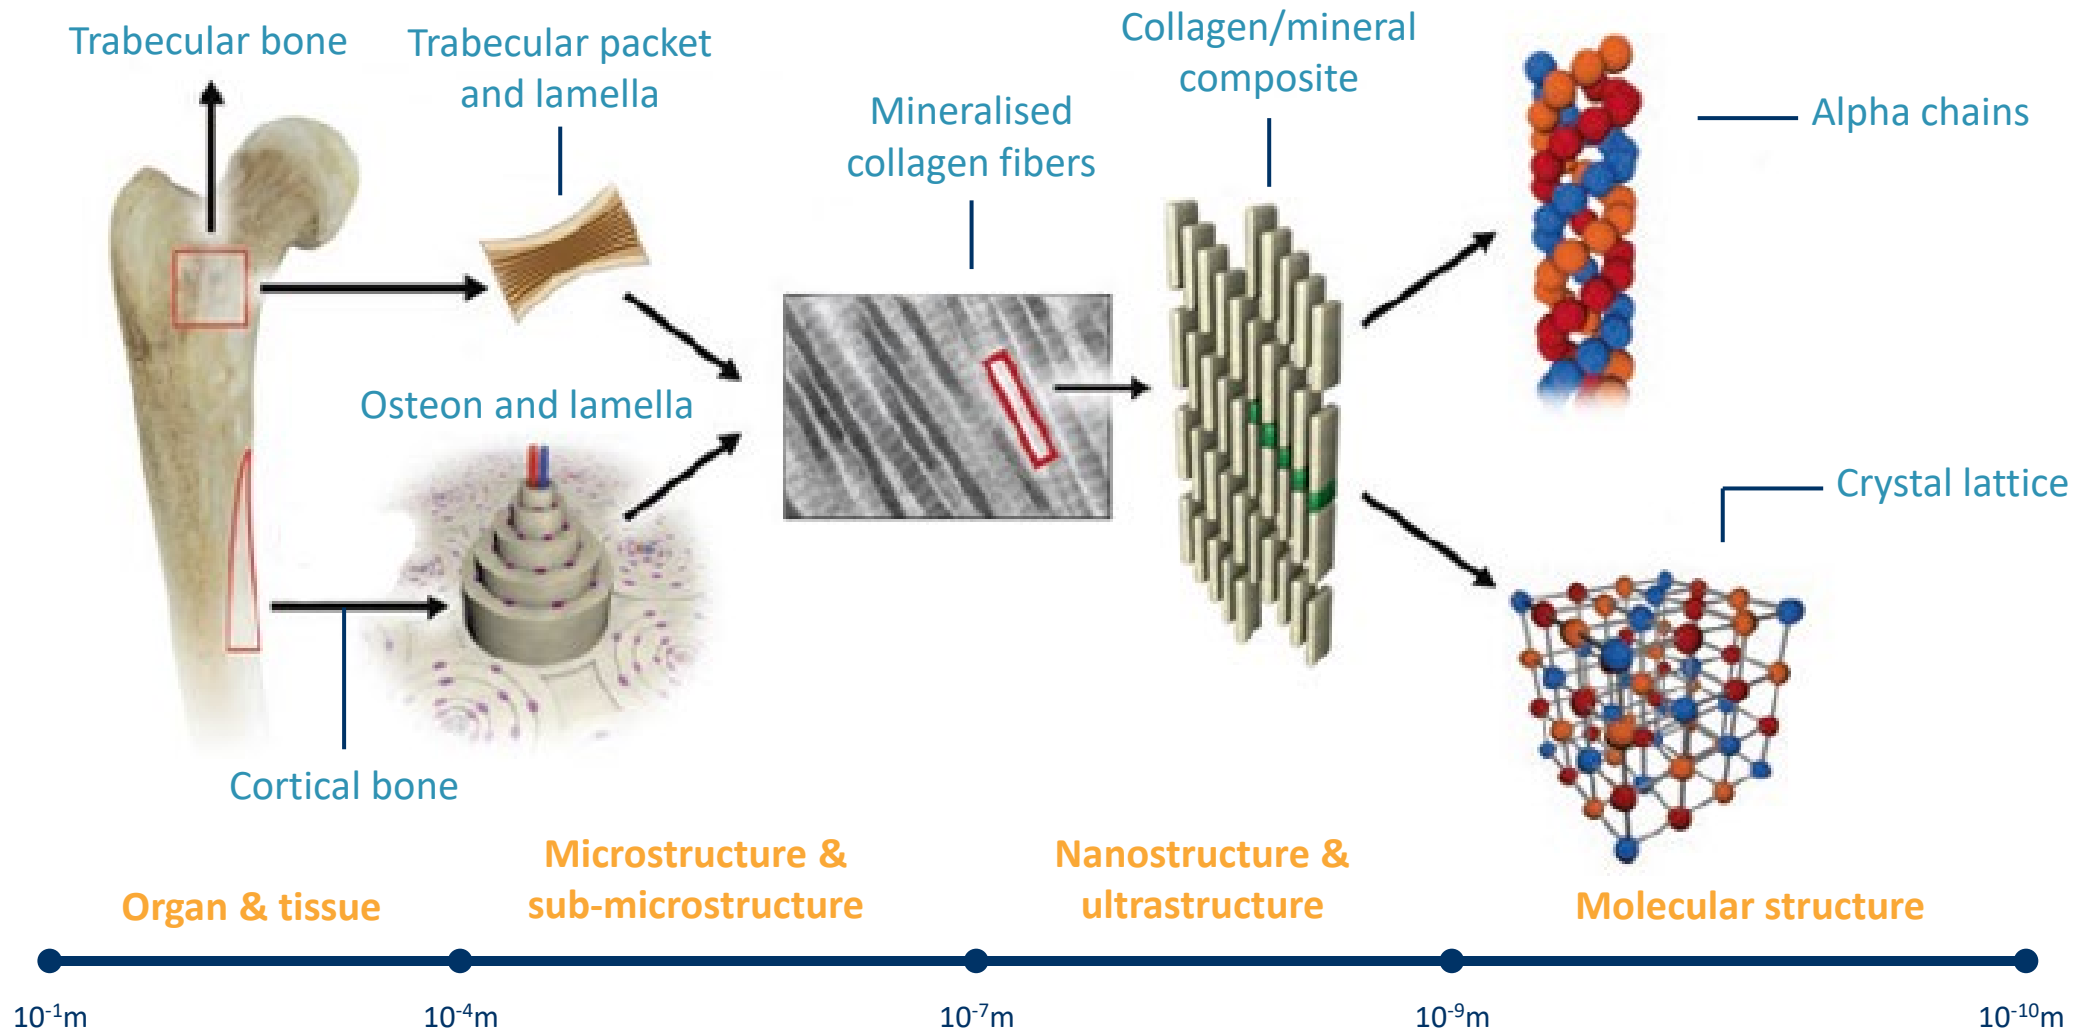 Trabecular bone
Trabecular packet
and lamella
Mineralised
collagen fibers
Collagen/mineral
composite
Alpha chains
Osteon and lamella
Crystal lattice
Cortical bone
Organ & tissue
Microstructure &
sub-microstructure
Nanostructure &
ultrastructure
Molecular structure
10⁻¹m
10⁻⁴m
10⁻⁷m
10⁻⁹m
10⁻¹⁰m